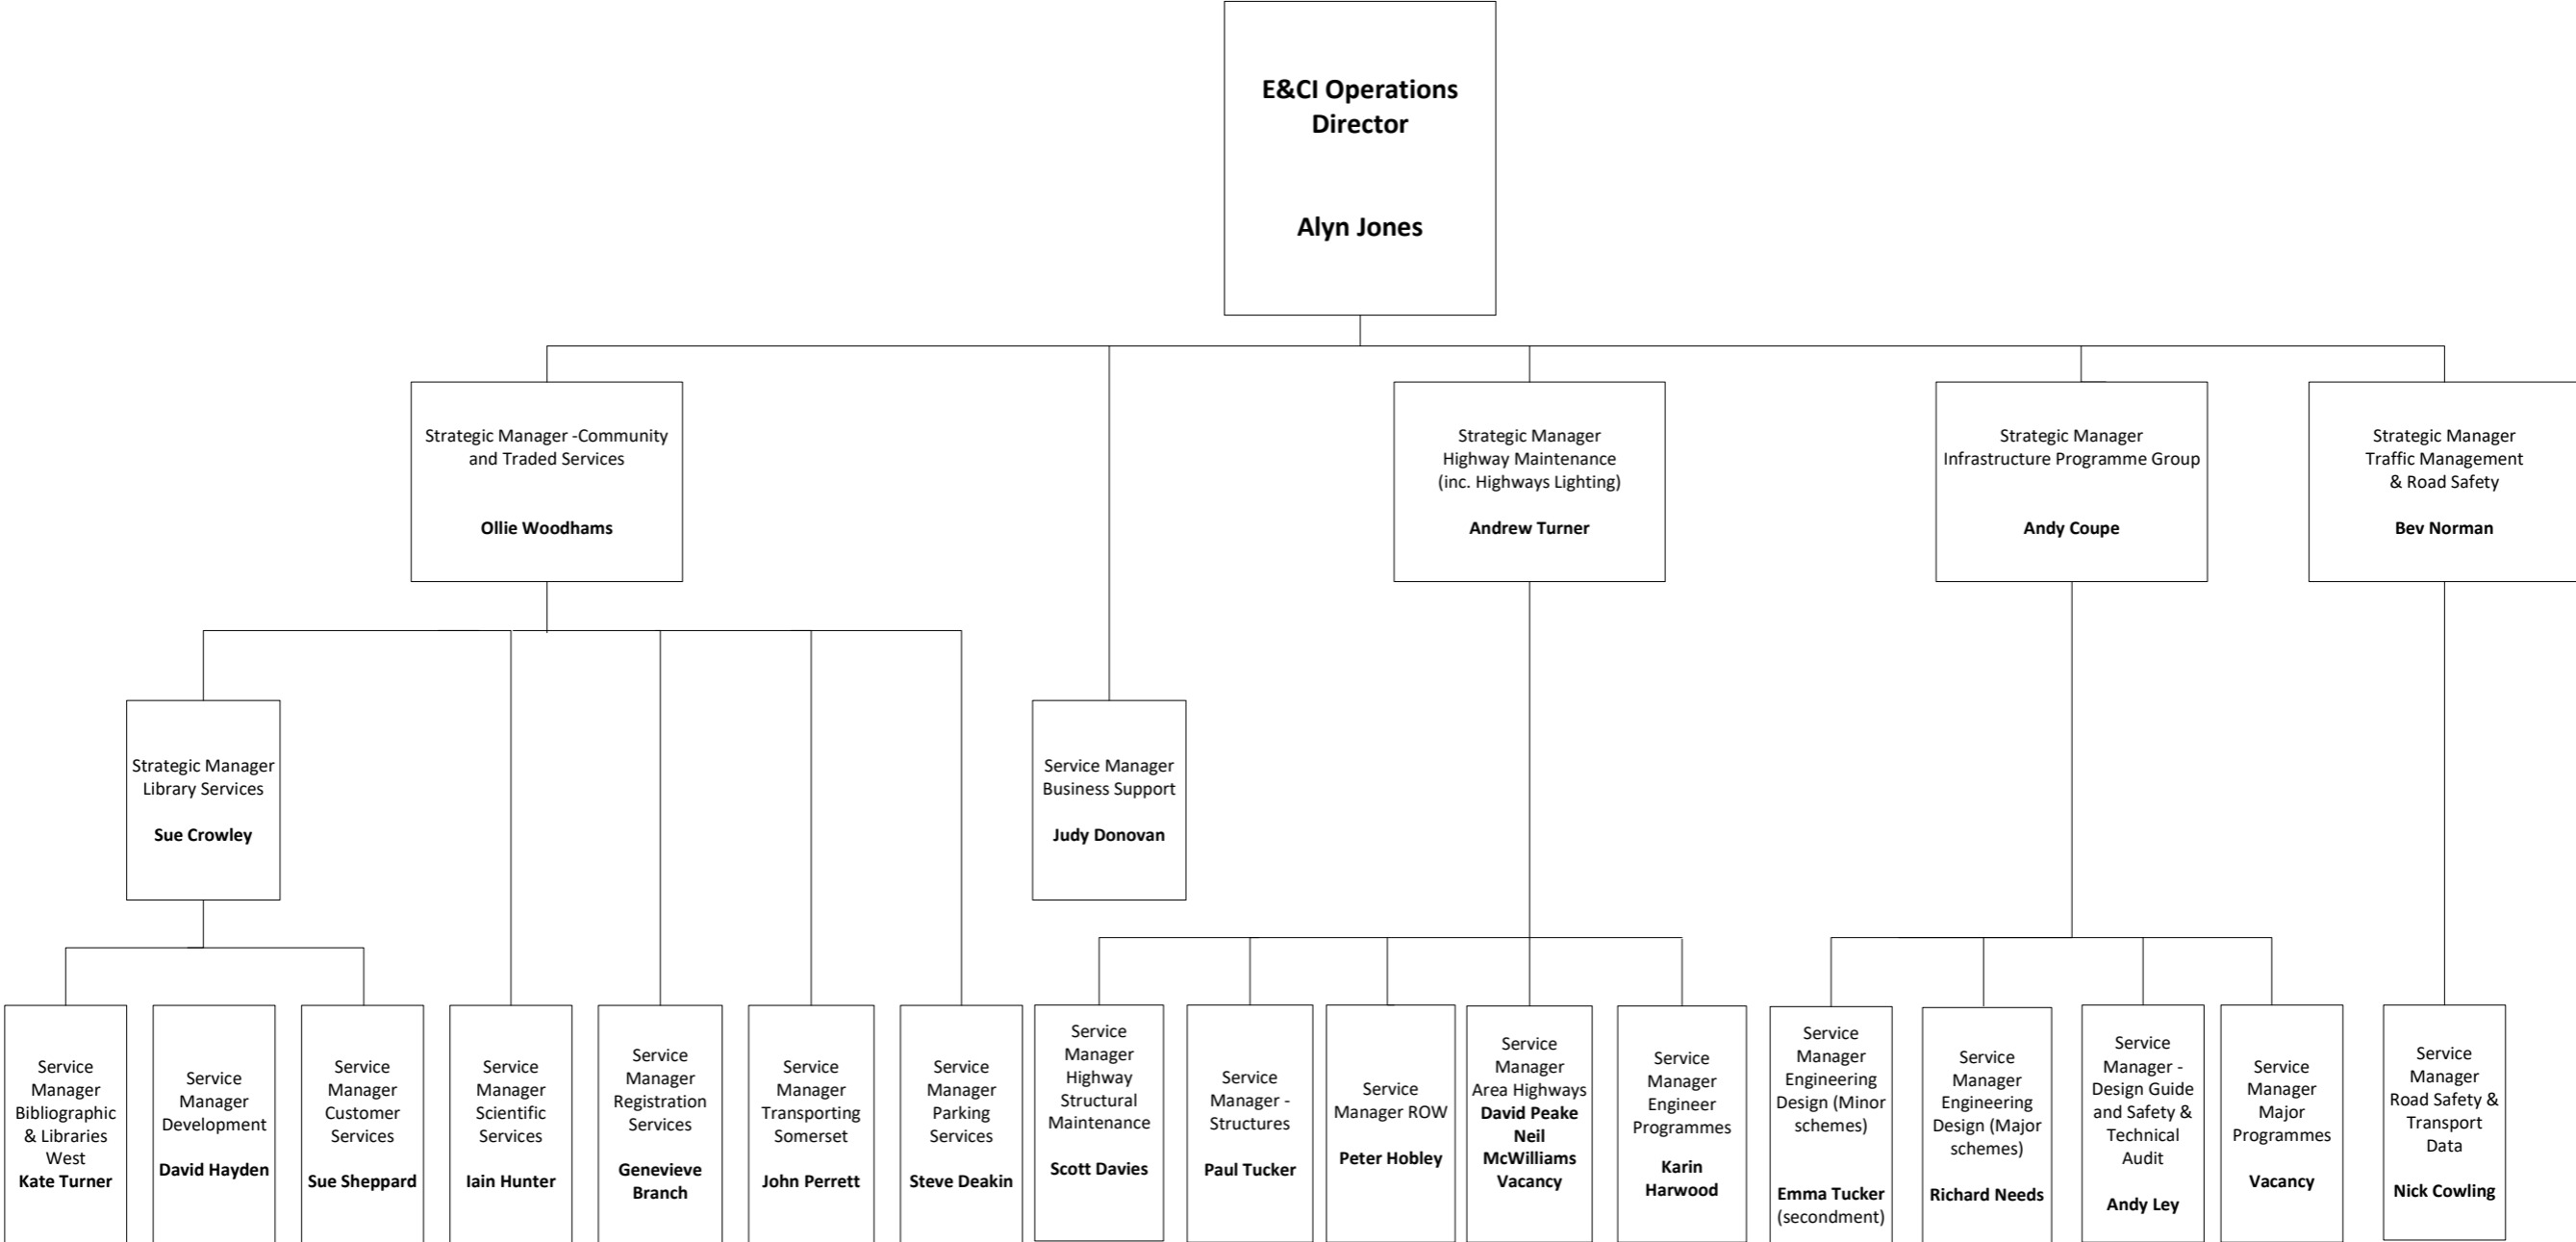 E&CI Operations
Director
Alyn Jones
Strategic Manager -Community
and Traded Services
Ollie Woodhams
Strategic Manager
Highway Maintenance
(inc. Highways Lighting)
Andrew Turner
Strategic Manager
Infrastructure Programme Group
Andy Coupe
Strategic Manager
Traffic Management
& Road Safety
Bev Norman
Strategic Manager
Library Services
Sue Crowley
Service Manager
Business Support
Judy Donovan
Service
Manager
Bibliographic
& Libraries
West
Kate Turner
Service
Manager
Development
David Hayden
Service
Manager
Customer
Services
Sue Sheppard
Service
Manager
Scientific
Services
Iain Hunter
Service
Manager
Registration
Services
Genevieve
Branch
Service
Manager
Transporting
Somerset
John Perrett
Service
Manager
Parking
Services
Steve Deakin
Service
Manager
Highway
Structural
Maintenance
Scott Davies
Service
Manager -
Structures
Paul Tucker
Service
Manager ROW
Peter Hobley
Service
Manager
Area Highways
David Peake
Neil
McWilliams
Vacancy
Service
Manager
Engineer
Programmes
Karin
Harwood
Service
Manager
Engineering
Design (Minor
schemes)
Emma Tucker
(secondment)
Service
Manager
Engineering
Design (Major
schemes)
Richard Needs
Service
Manager -
Design Guide
and Safety &
Technical
Audit
Andy Ley
Service
Manager
Major
Programmes
Vacancy
Service
Manager
Road Safety &
Transport
Data
Nick Cowling